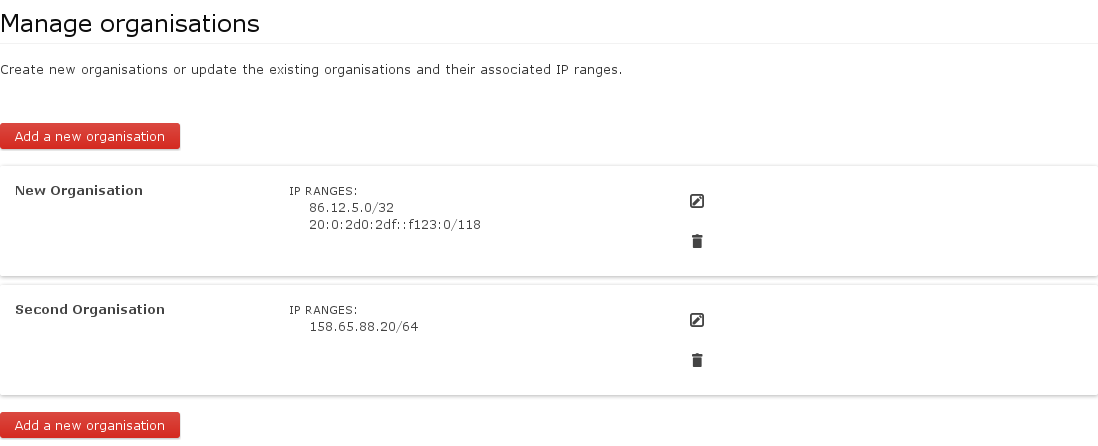 Manage organisations
Create new organisations or update the existing organisations and their associated IP ranges.
Add a new organisation
New Organisation
IP RANGES:
86.12.5.0/32
20:0:2d0:2df::f123:0/118
Second Organisation
IP RANGES:
158.65.88.20/64
Add a new organisation